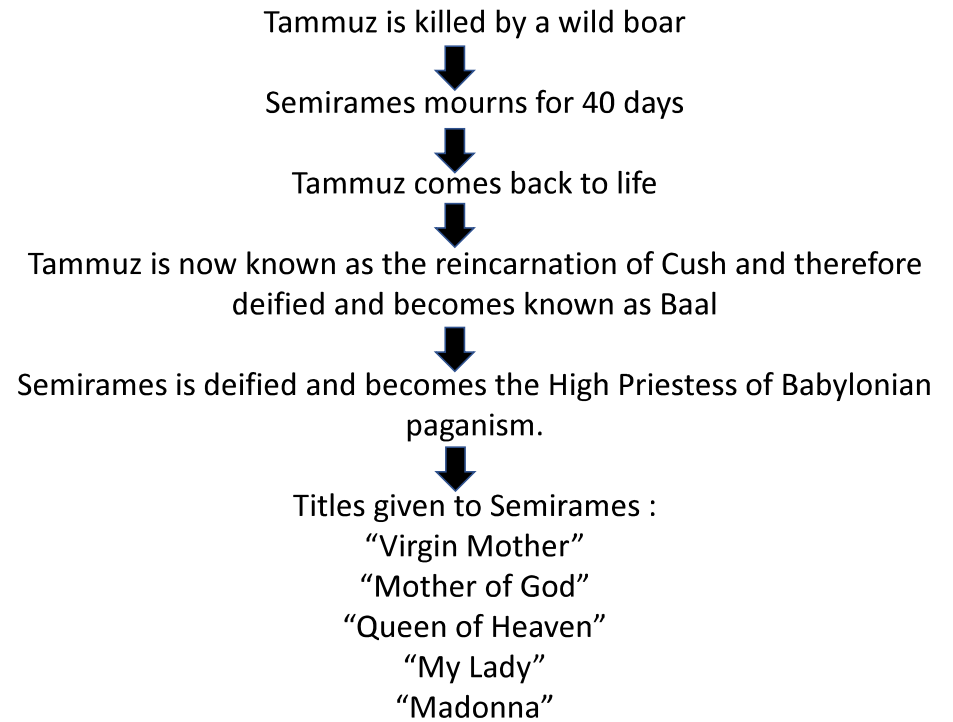 Tammuz is killed by a wild boar
Semirames mourns for 40 days
Tammuz comes back to life
Tammuz is now known as the reincarnation of Cush and therefore
deified and becomes known as Baal
Semirames is deified and becomes the High Priestess of Babylonian
paganism.
Titles given to Semirames :
“Virgin Mother”
“Mother of God”
“Queen of Heaven”
“My Lady”
“Madonna”